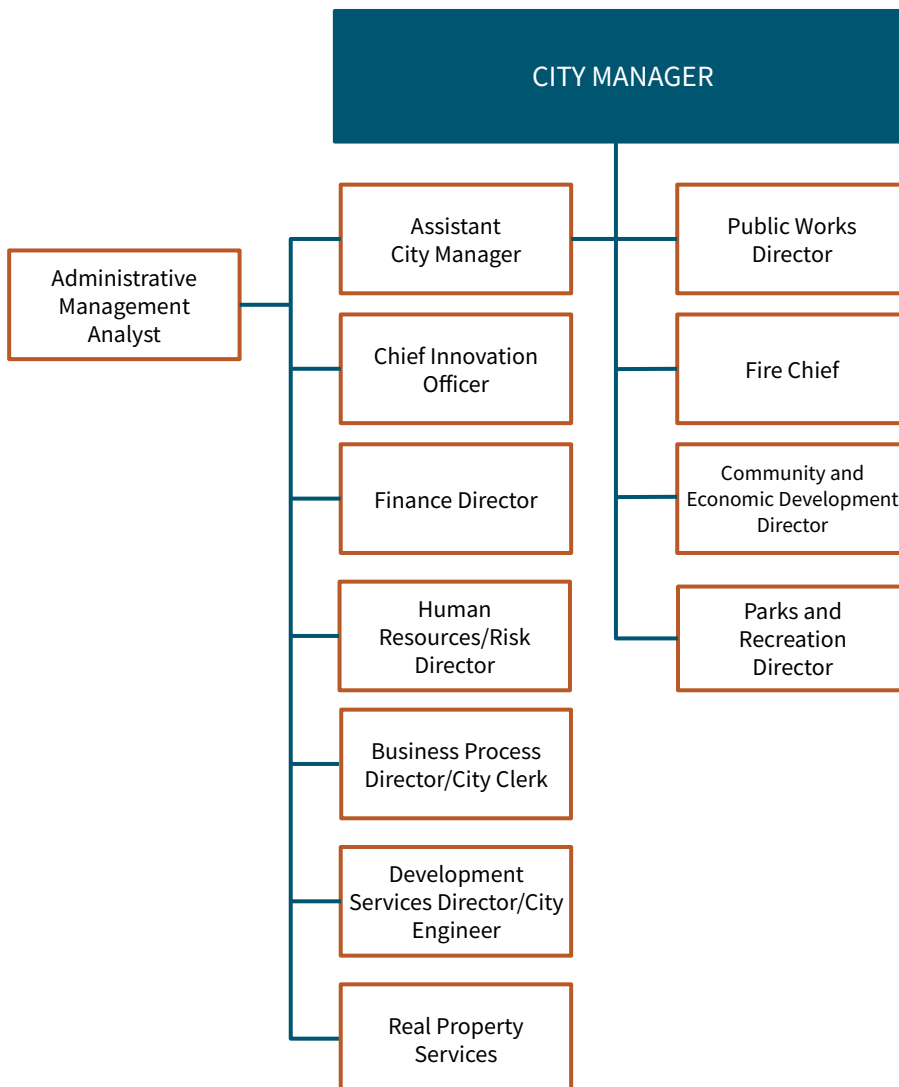 CITY MANAGER
Assistant
City Manager
Public Works
Director
Administrative
Management
Analyst
Chief Innovation
Officer
Fire Chief
Finance Director
Community and
Economic Development
Director
Human
Resources/Risk
Director
Parks and
Recreation
Director
Business Process
Director/City Clerk
Development
Services Director/City
Engineer
Real Property
Services